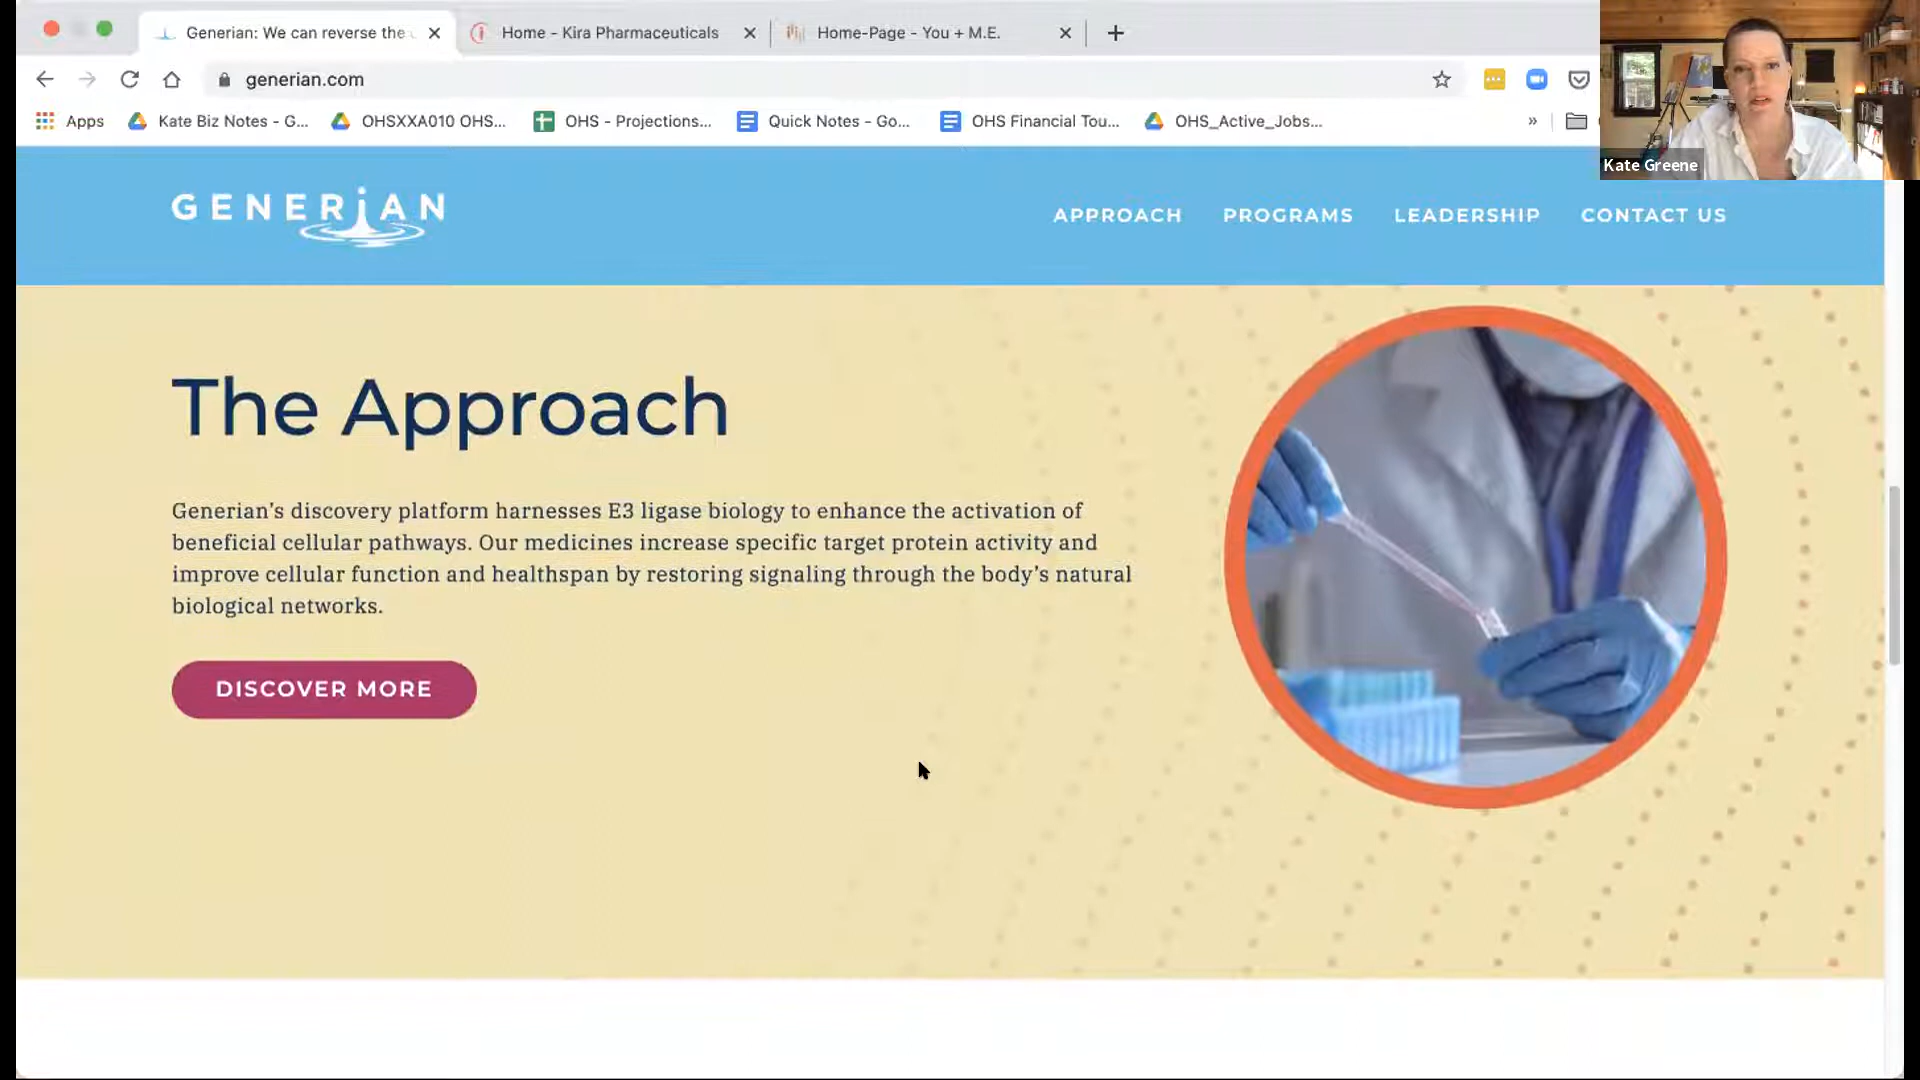 Generian: We can reverse the
Home - Kira Pharmaceuticals
Home-Page - You + M.E.
generian.com
Apps
Kate Biz Notes - G...
OHSXXA010 OHS...
OHS - Projections...
Quick Notes - Go...
OHS Financial Tou...
OHS_Active_Jobs...
»
Kate Greene
GENERiAN
APPROACH
PROGRAMS
LEADERSHIP
CONTACT US
The Approach
Generian’s discovery platform harnesses E3 ligase biology to enhance the activation of
beneficial cellular pathways. Our medicines increase specific target protein activity and
improve cellular function and healthspan by restoring signaling through the body’s natural
biological networks.
DISCOVER MORE